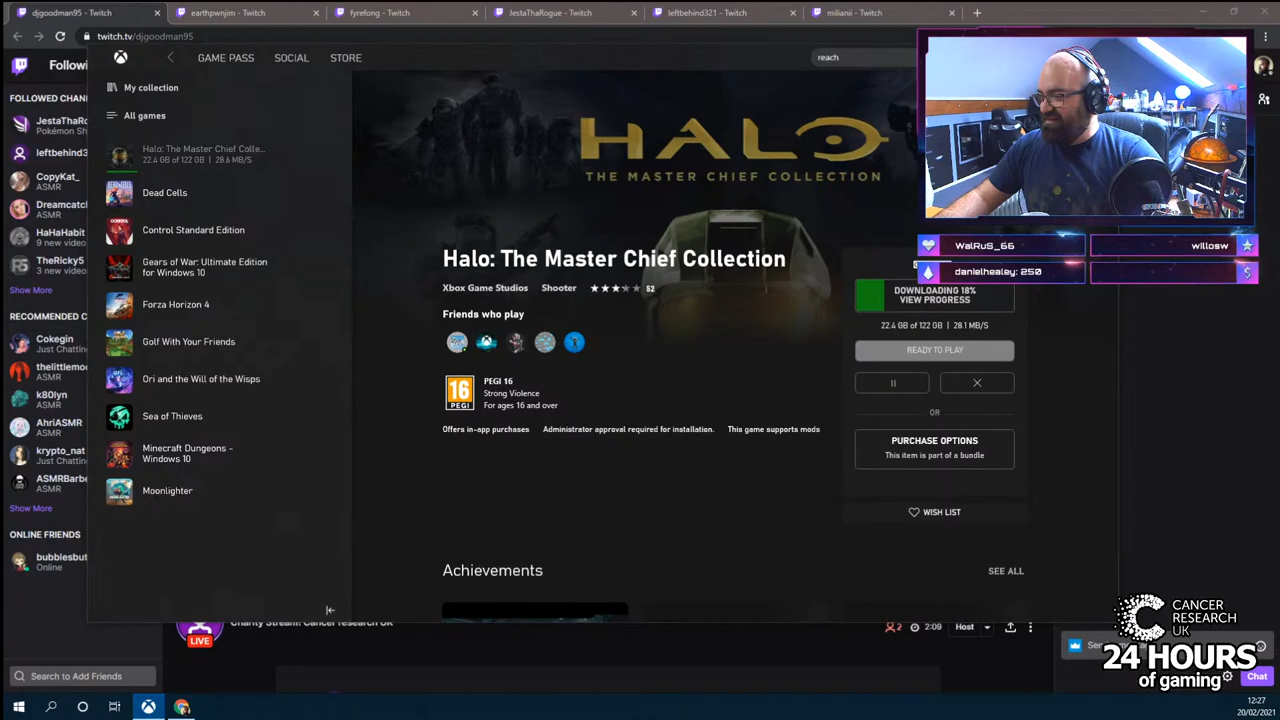 djgoodman95 - Twitch
earthpwnjim - Twitch
fyrefong - Twitch
JestaThaRogue - Twitch
leftbehind321 - Twitch
milianii - Twitch
twitch.tv/djgoodman95
Followi
GAME PASS
SOCIAL
STORE
reach
FOLLOWED CHAN
JestaTha
Pokémon Sh
leftbehind3
CopyKat_
ASMR
Dreamcatc
ASMR
HaHaHabit
9 new video
TheRicky5
3 new video
Show More
RECOMMENDED C
Cokegin
Just Chatting
thelittlemoo
ASMR
k80lyn
ASMR
AhriASMR
ASMR
krypto_nat
Just Chatting
ASMRBarbe
ASMR
Show More
ONLINE FRIENDS
bubblesbut
Online
Search to Add Friends
My collection
All games
Halo: The Master Chief Colle...
22.4 GB of 122 GB | 28.6 MB/S
Dead Cells
Control Standard Edition
Gears of War: Ultimate Edition
for Windows 10
Forza Horizon 4
Golf With Your Friends
Ori and the Will of the Wisps
Sea of Thieves
Minecraft Dungeons -
Windows 10
Moonlighter
HALO
THE MASTER CHIEF COLLECTION
Halo: The Master Chief Collection
Xbox Game Studios
Shooter
52
Friends who play
16
PEGI
PEGI 16
Strong Violence
For ages 16 and over
Offers in-app purchases
Administrator approval required for installation.
This game supports mods
DOWNLOADING 18%
VIEW PROGRESS
22.4 GB OF 122 GB | 28.1 MB/S
READY TO PLAY
OR
PURCHASE OPTIONS
This item is part of a bundle
WISH LIST
Achievements
SEE ALL
WalRuS_66
willosw
danielhealey: 250
LIVE
Charity Stream! Cancer research UK
2
2:09
Host
CANCER
RESEARCH
UK
24 HOURS
of gaming
Chat
12:27
20/02/2021